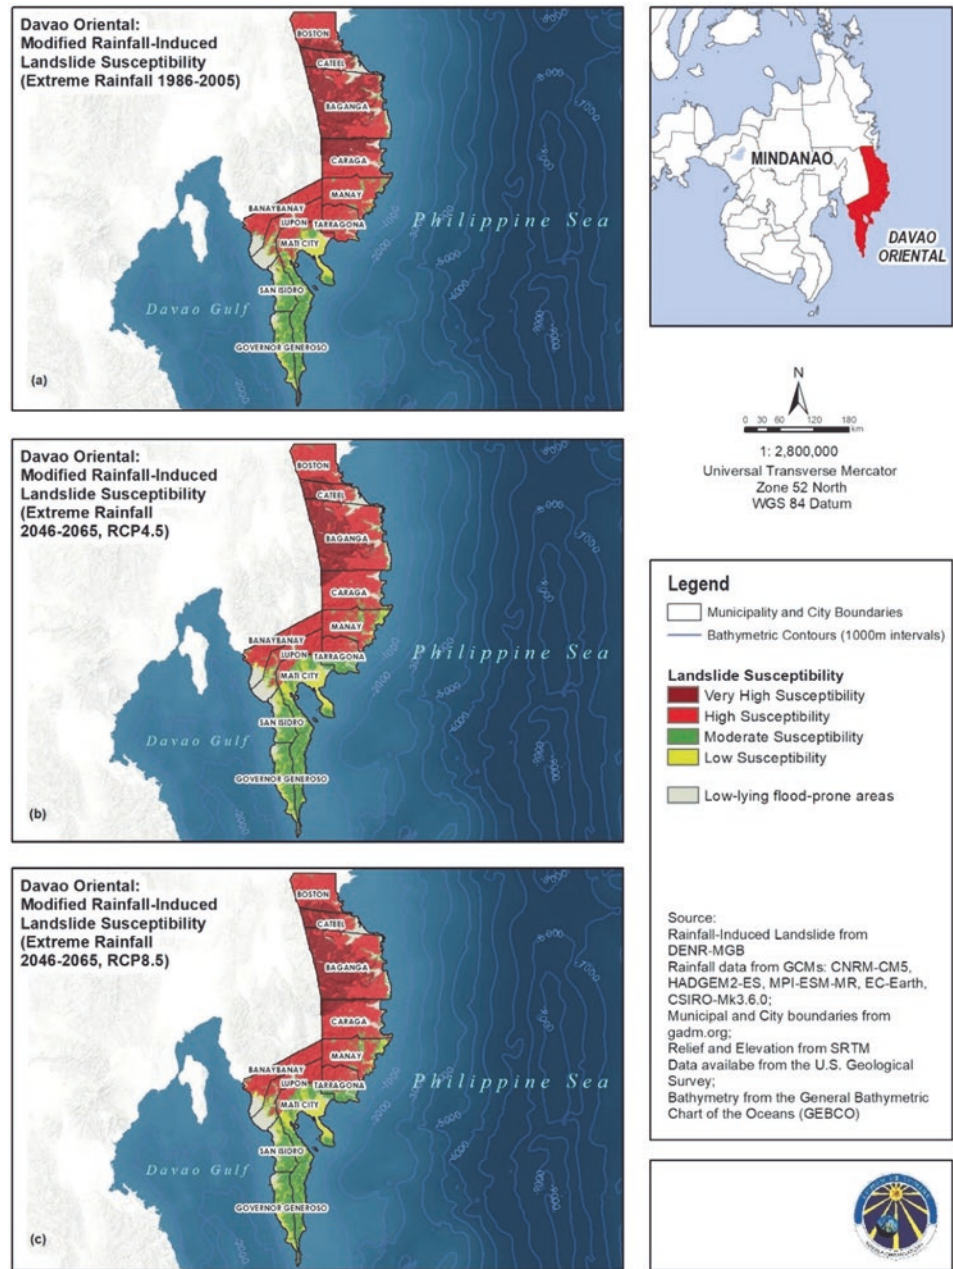 Davao Oriental:
Modified Rainfall-Induced
Landslide Susceptibility
(Extreme Rainfall 1986-2005)
BOSTON
CATEEL
BAGANGA
CARAGA
MANAY
BANAYBANAY
LUPON
TARRAGONA
MATI CITY
SAN ISIDRO
GOVERNOR GENEROSO
Philippine Sea
Davao Gulf
(a)
MINDANAO
DAVAO
ORIENTAL
N
0 30 60 120 180
km
1: 2,800,000
Universal Transverse Mercator
Zone 52 North
WGS 84 Datum
Davao Oriental:
Modified Rainfall-Induced
Landslide Susceptibility
(Extreme Rainfall
2046-2065, RCP4.5)
BOSTON
CATEEL
BAGANGA
CARAGA
MANAY
BANAYBANAY
LUPON
TARRAGONA
MATI CITY
SAN ISIDRO
GOVERNOR GENEROSO
Philippine Sea
Davao Gulf
(b)
Legend
Municipality and City Boundaries
Bathymetric Contours (1000m intervals)
Landslide Susceptibility
Very High Susceptibility
High Susceptibility
Moderate Susceptibility
Low Susceptibility
Low-lying flood-prone areas
Source:
Rainfall-Induced Landslide from
DENR-MGB
Rainfall data from GCMs: CNRM-CM5,
HADGEM2-ES, MPI-ESM-MR, EC-Earth,
CSIRO-Mk3.6.0;
Municipal and City boundaries from
gadm.org;
Relief and Elevation from SRTM
Data availabe from the U.S. Geological
Survey;
Bathymetry from the General Bathymetric
Chart of the Oceans (GEBCO)
Davao Oriental:
Modified Rainfall-Induced
Landslide Susceptibility
(Extreme Rainfall
2046-2065, RCP8.5)
BOSTON
CATEEL
BAGANGA
CARAGA
MANAY
BANAYBANAY
LUPON
TARRAGONA
MATI CITY
SAN ISIDRO
GOVERNOR GENEROSO
Philippine Sea
Davao Gulf
(c)